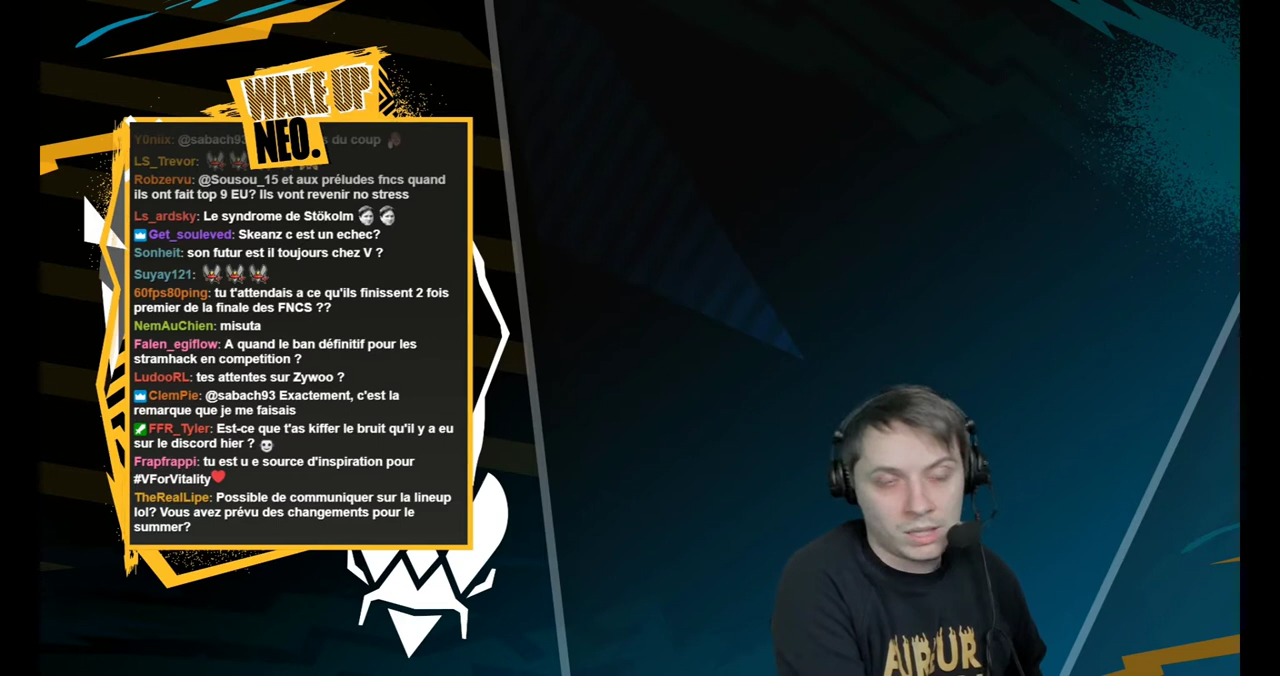 WAKE UP
NEO.
Y0niix: @sabach93 du coup
LS_Trevor:
Robzervu: @Sousou_15 et aux préludes fncs quand
ils ont fait top 9 EU? Ils vont revenir no stress
Ls_ardsky: Le syndrome de Stökolm
Get_souleved: Skeanz c est un echec?
Sonheit: son futur est il toujours chez V ?
Suyay121:
60fps80ping: tu t'attendais a ce qu'ils finissent 2 fois
premier de la finale des FNCS ??
NemAuChien: misuta
Falen_egiflow: A quand le ban définitif pour les
stramhack en competition ?
LudooRL: tes attentes sur Zywoo ?
ClemPie: @sabach93 Exactement, c'est la
remarque que je me faisais
FFR_Tyler: Est-ce que t'as kiffer le bruit qu'il y a eu
sur le discord hier ?
Frapfrappi: tu est u e source d'inspiration pour
#VForVitality
TheRealLipe: Possible de communiquer sur la lineup
lol? Vous avez prévu des changements pour le
summer?